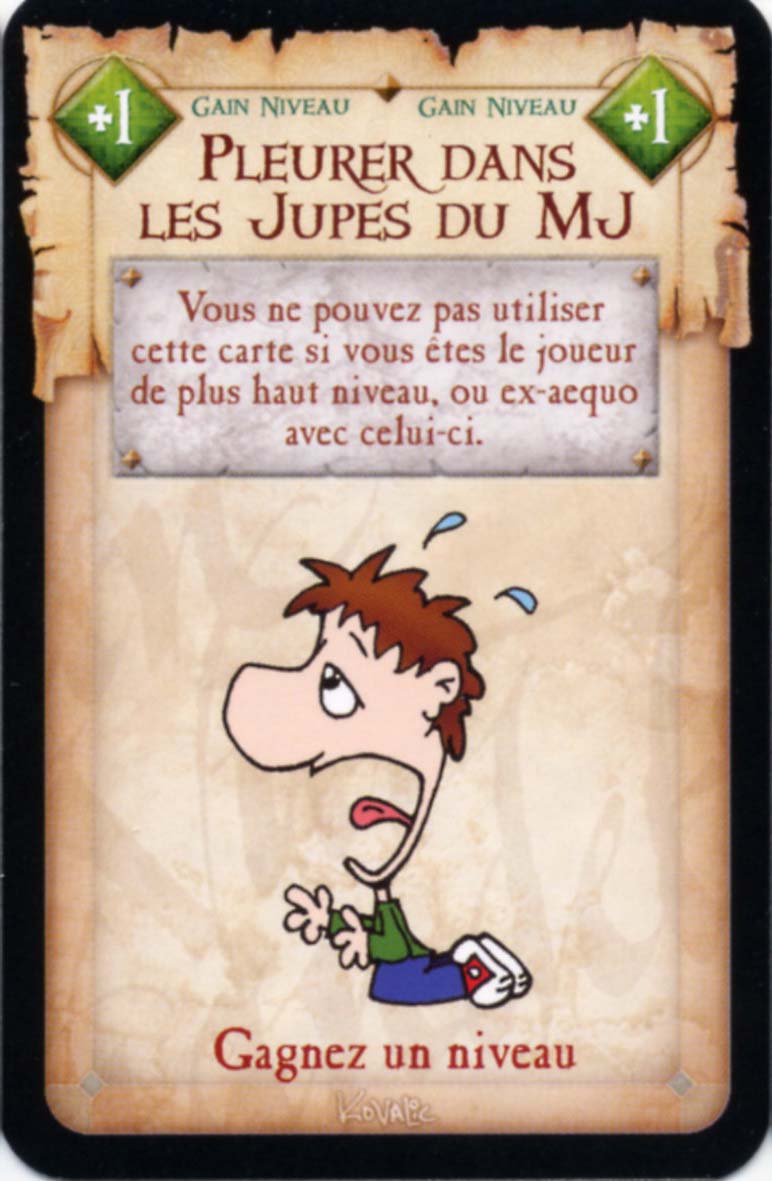 +1 Gain Niveau Gain Niveau +1
Pleurer dans
les Jupes du MJ
Vous ne pouvez pas utiliser
cette carte si vous êtes le joueur
de plus haut niveau, ou ex-aequo
avec celui-ci.
Gagnez un niveau
Kovalic